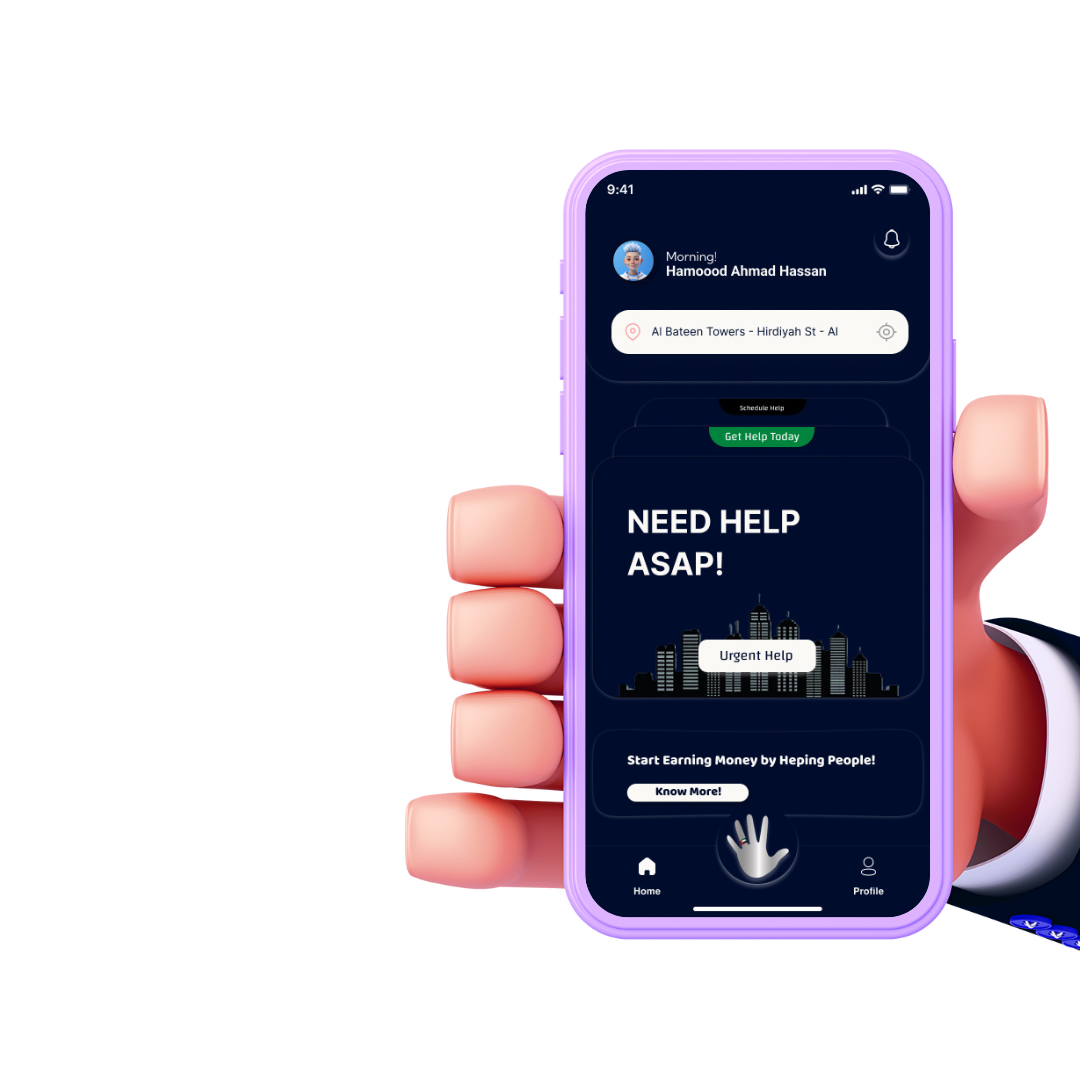 9:41
Morning!
Hamoood Ahmad Hassan
Al Bateen Towers - Hirdiyah St - Al
Schedule Help
Get Help Today
NEED HELP
ASAP!
Urgent Help
Start Earning Money by Heping People!
Know More!
Home
Profile